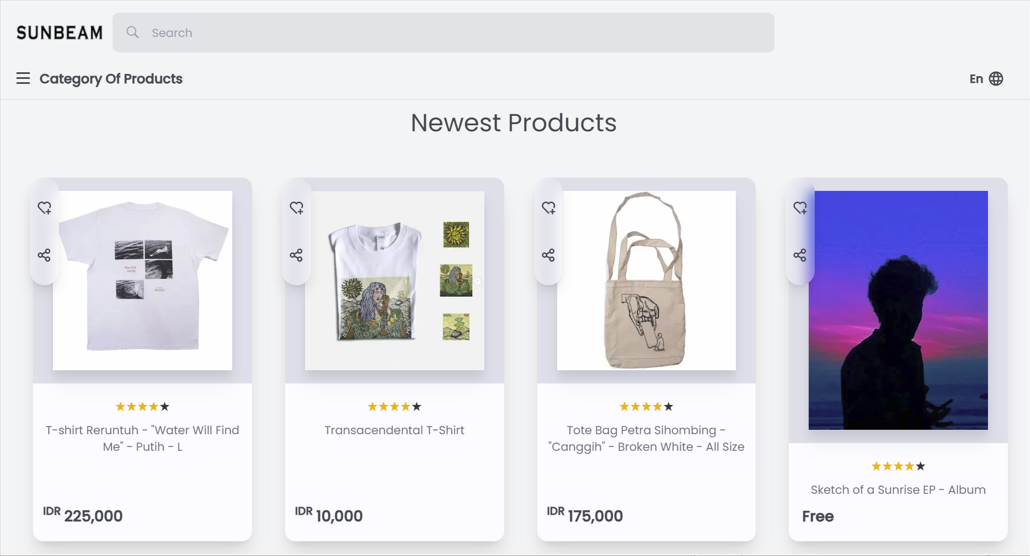 SUNBEAM
Search
Category Of Products
En
Newest Products
T-shirt Reruntuh - "Water Will Find
Me" - Putih - L
IDR 225,000
Transacendental T-Shirt
IDR 10,000
Tote Bag Petra Sihombing -
"Canggih" - Broken White - All Size
IDR 175,000
Sketch of a Sunrise EP - Album
Free